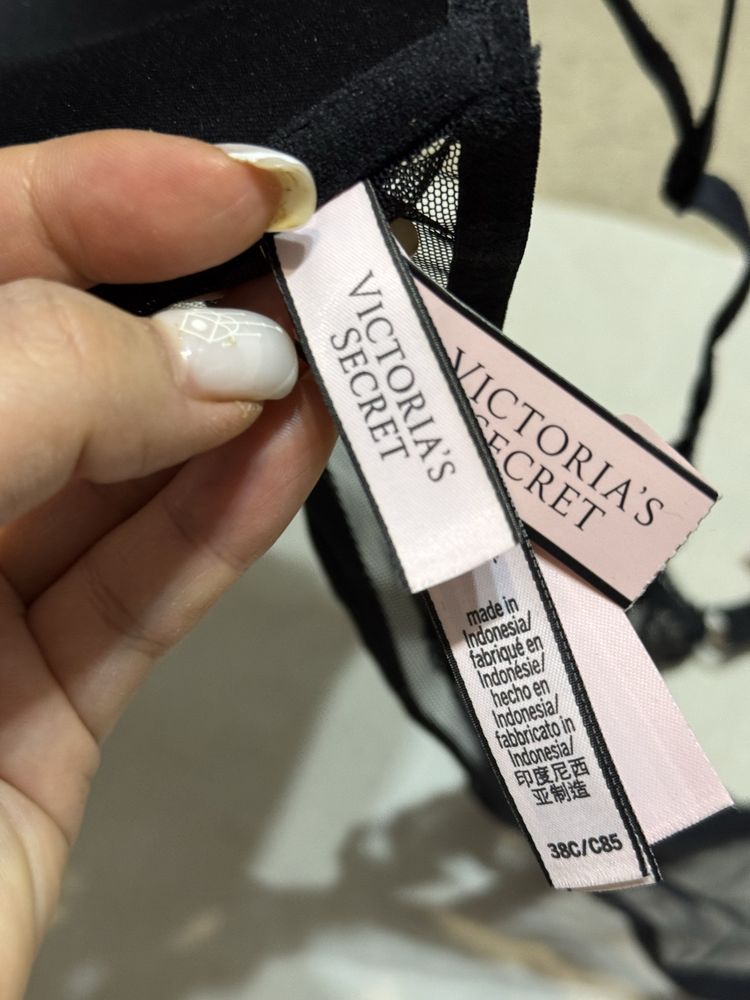 VICTORIA'S
SECRET
VICTORIA'S
SECRET
made in
Indonesia/
fabriqué en
Indonésie/
hecho en
Indonesia/
fabbricato in
Indonesia/
印度尼西
亚制造
38C/C85